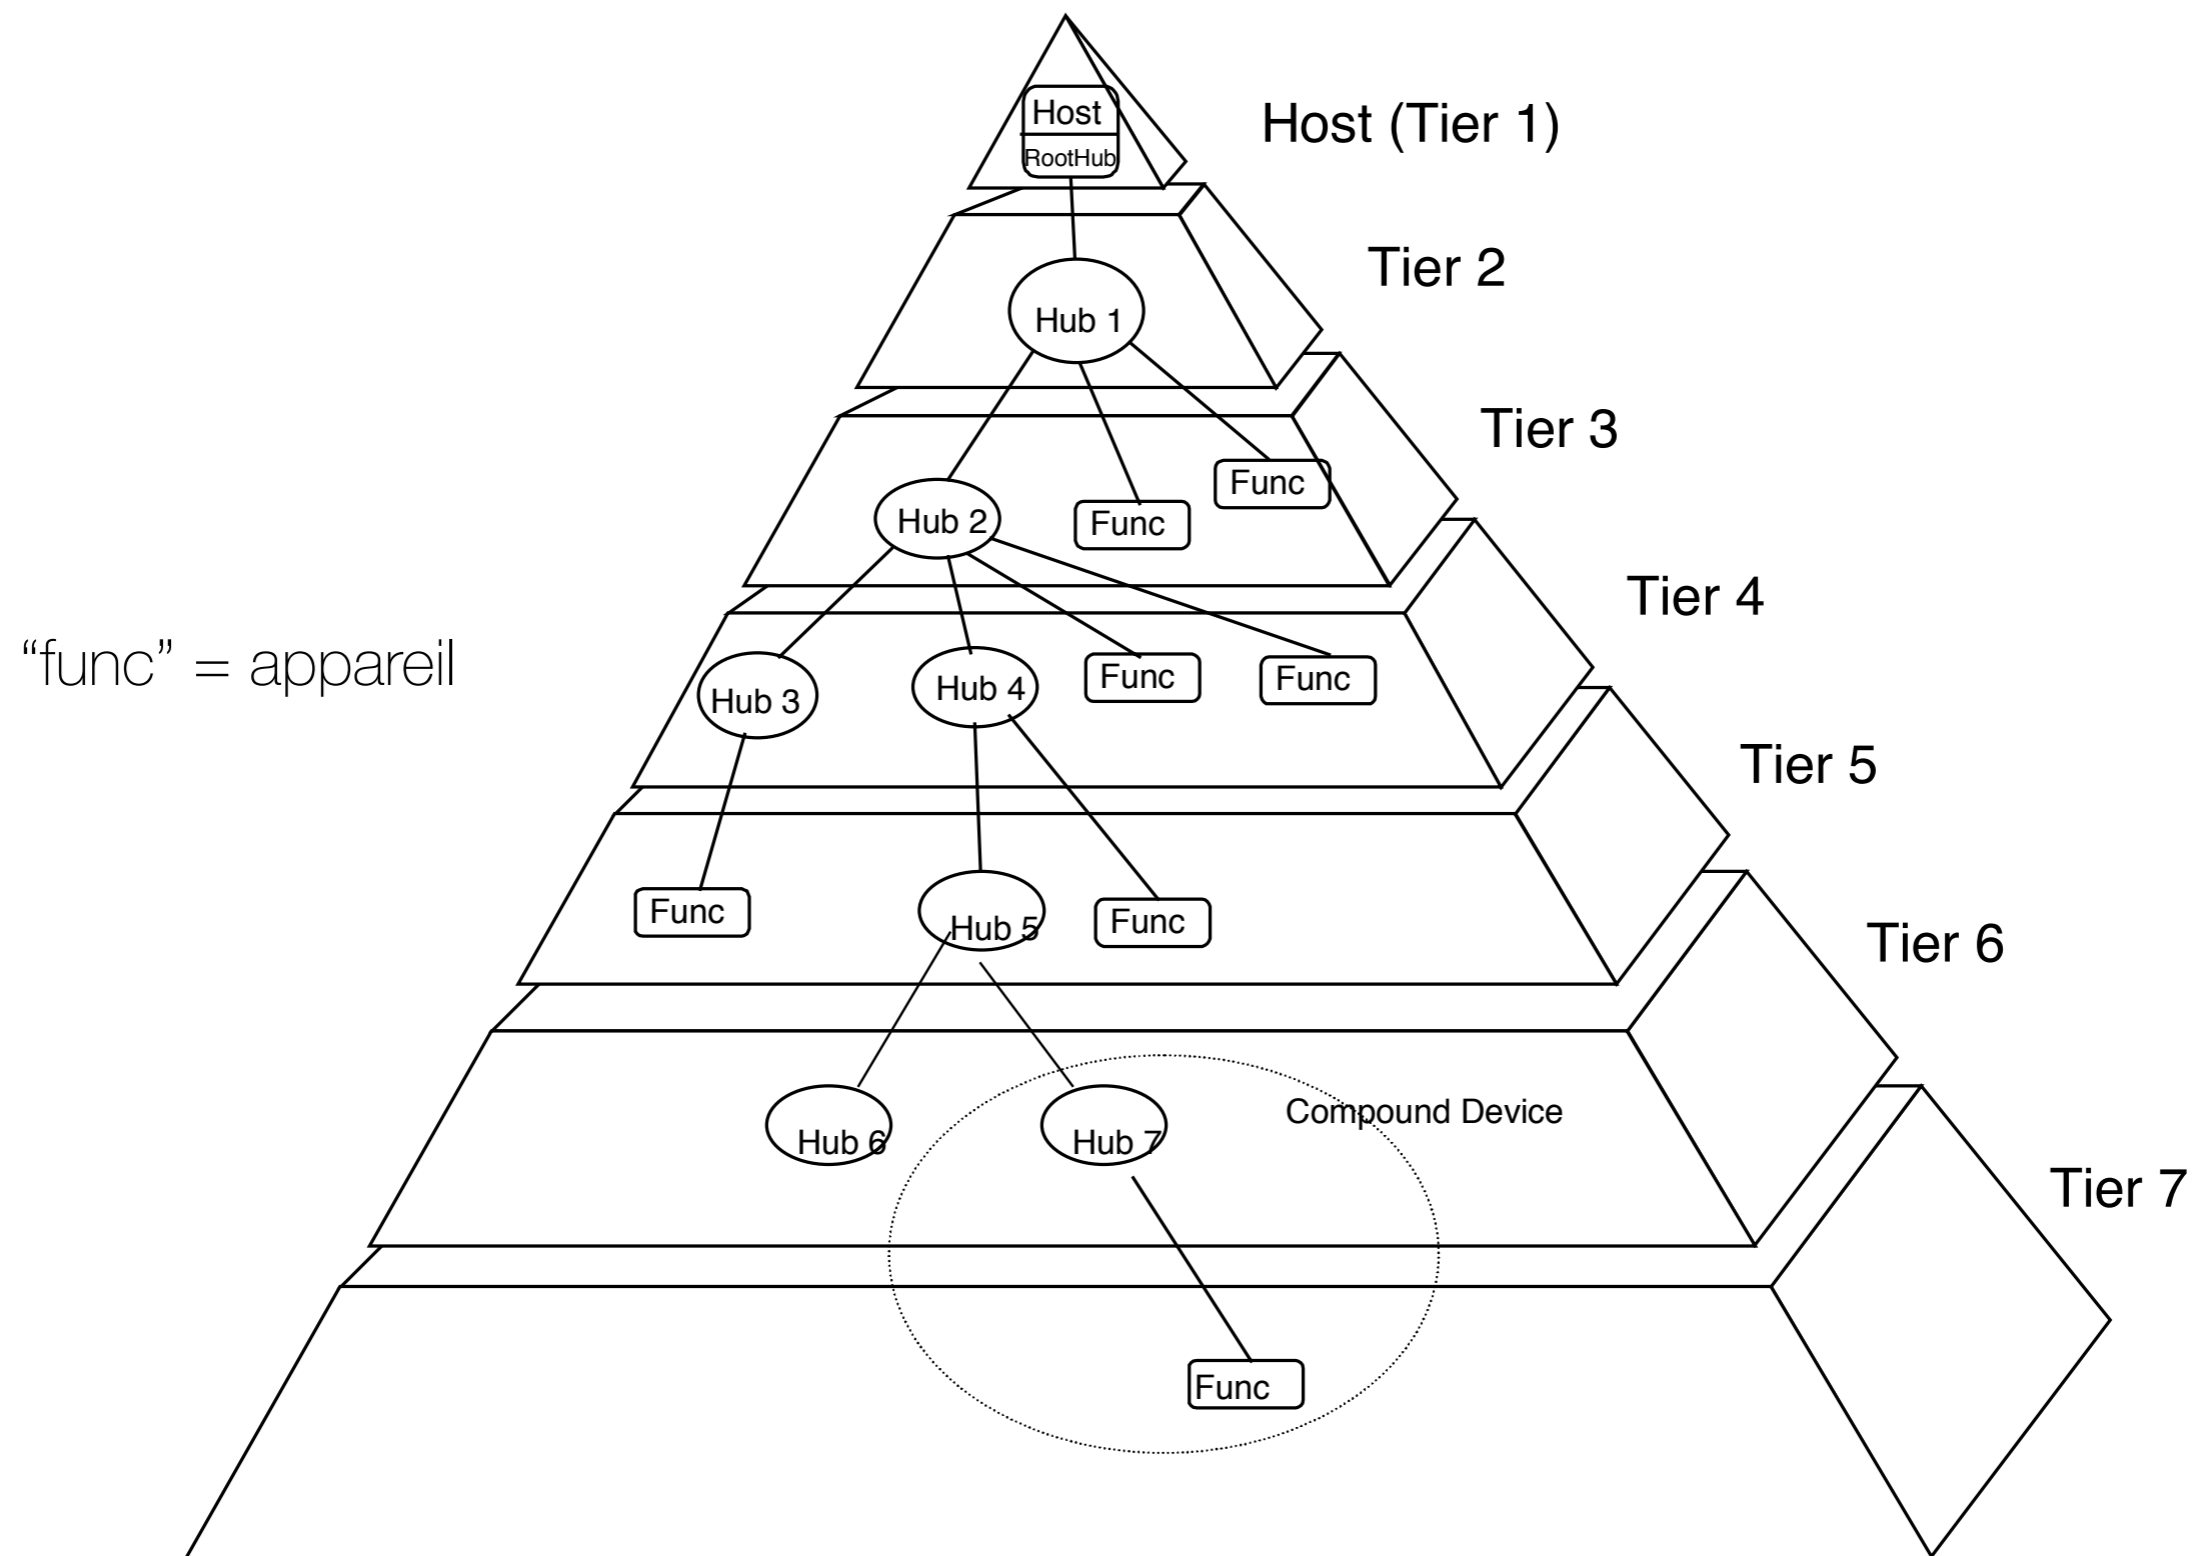 Host
RootHub
Host (Tier 1)
Tier 2
Hub 1
Tier 3
Func
Hub 2
Func
Tier 4
“func” = appareil
Hub 3
Hub 4
Func
Func
Tier 5
Func
Hub 5
Func
Tier 6
Compound Device
Hub 6
Hub 7
Tier 7
Func